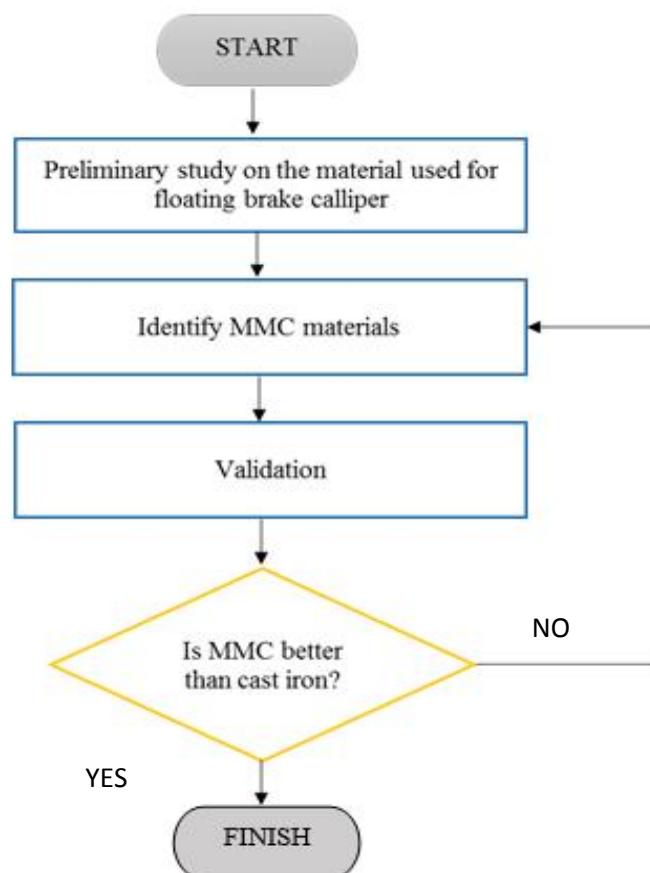 START
Preliminary study on the material used for
floating brake calliper
Identify MMC materials
Validation
Is MMC better
than cast iron?
NO
YES
FINISH